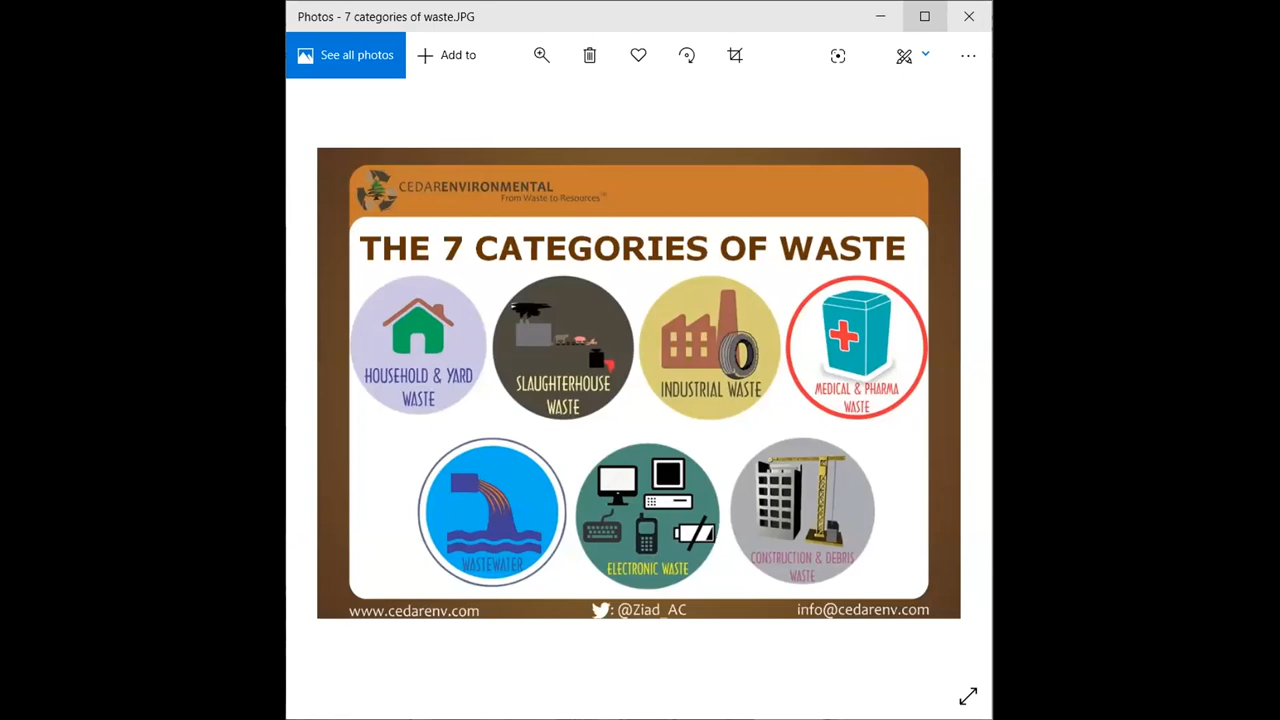 Photos - 7 categories of waste.JPG
See all photos
Add to
CEDARENVIRONMENTAL
From Waste to Resources™
THE 7 CATEGORIES OF WASTE
HOUSEHOLD & YARD
WASTE
SLAUGHTERHOUSE
WASTE
INDUSTRIAL WASTE
MEDICAL & PHARMA
WASTE
WASTEWATER
ELECTRONIC WASTE
CONSTRUCTION & DEBRIS
WASTE
www.cedarenv.com
: @Ziad_AC
info@cedarenv.com